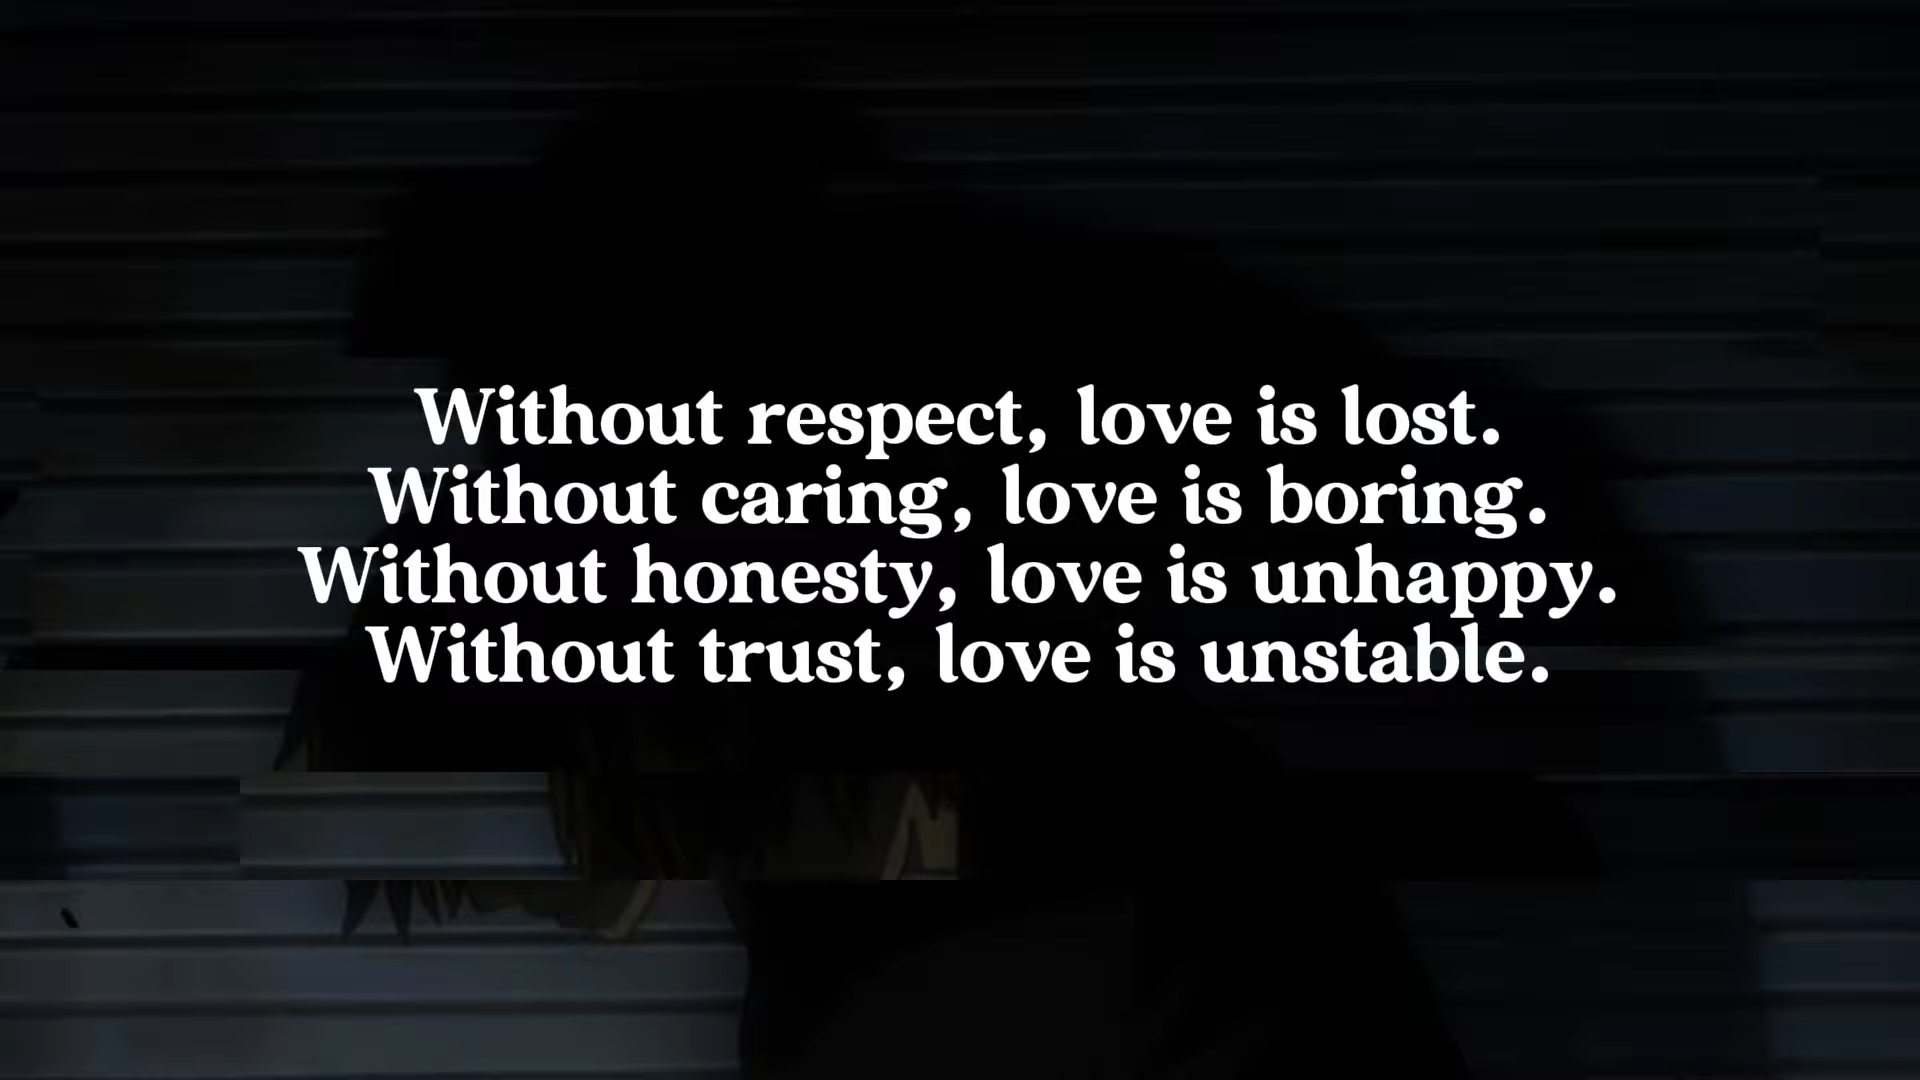 Without respect, love is lost.
Without caring, love is boring.
Without honesty, love is unhappy.
Without trust, love is unstable.